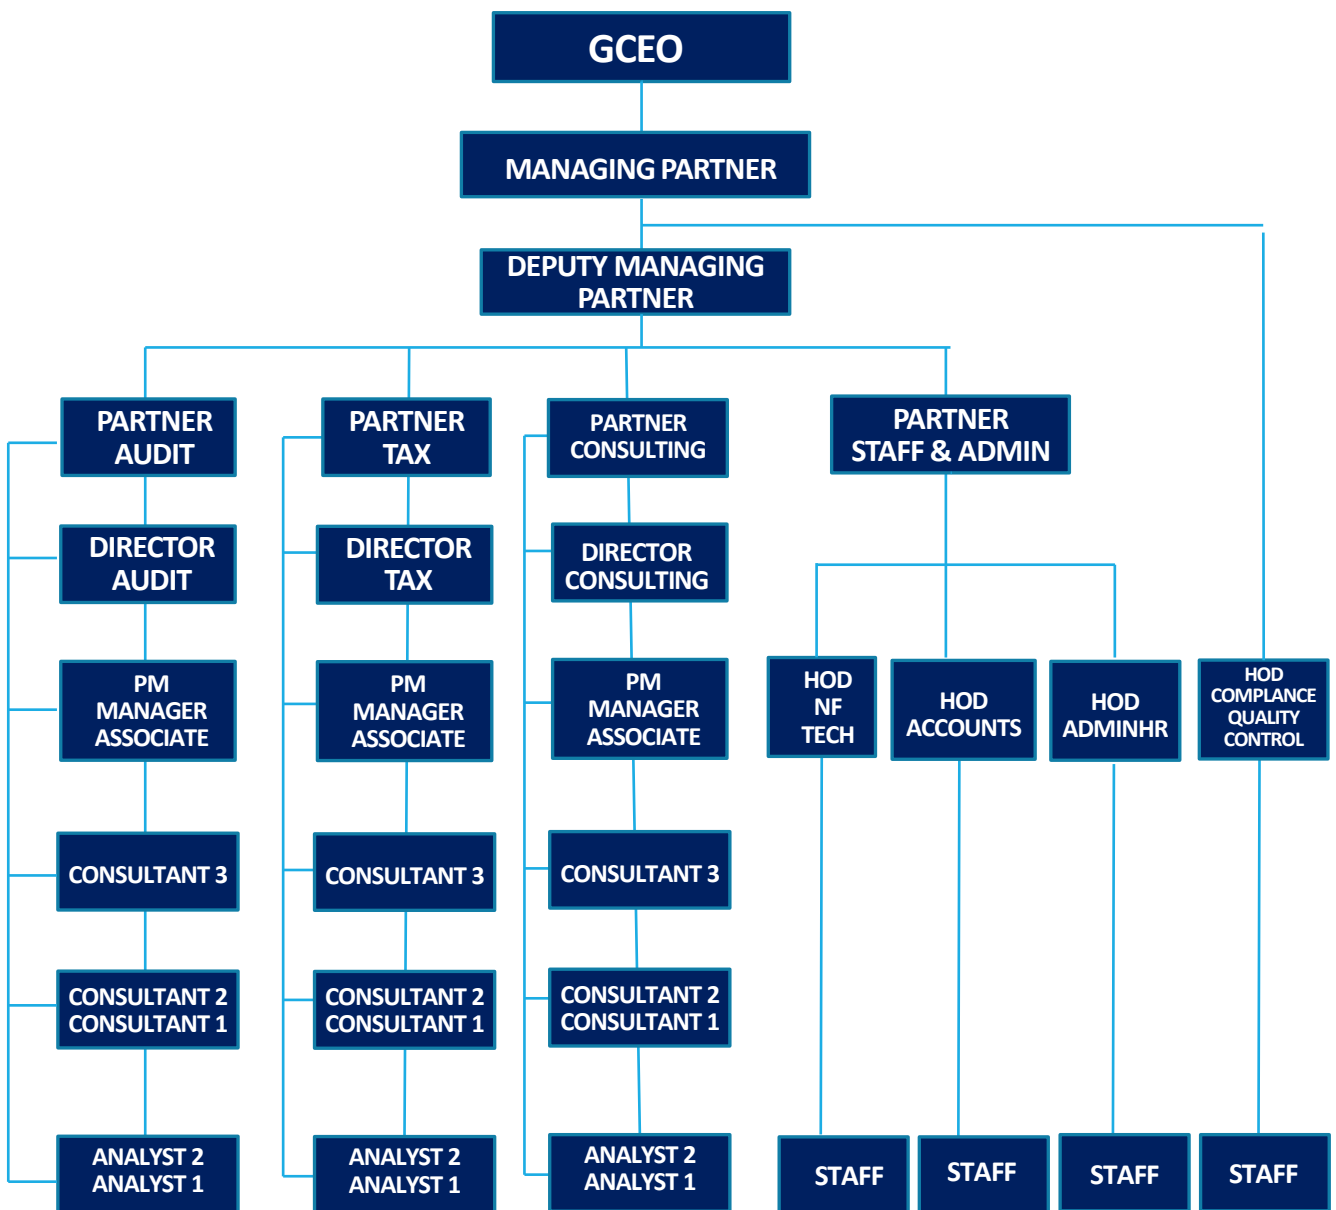 GCEO
MANAGING PARTNER
DEPUTY MANAGING
PARTNER
PARTNER
AUDIT
PARTNER
TAX
PARTNER
CONSULTING
PARTNER
STAFF & ADMIN
DIRECTOR
AUDIT
DIRECTOR
TAX
DIRECTOR
CONSULTING
PM
MANAGER
ASSOCIATE
PM
MANAGER
ASSOCIATE
PM
MANAGER
ASSOCIATE
HOD
NF
TECH
HOD
ACCOUNTS
HOD
ADMINHR
HOD
COMPLANCE
QUALITY
CONTROL
CONSULTANT 3
CONSULTANT 3
CONSULTANT 3
CONSULTANT 2
CONSULTANT 1
CONSULTANT 2
CONSULTANT 1
CONSULTANT 2
CONSULTANT 1
ANALYST 2
ANALYST 1
ANALYST 2
ANALYST 1
ANALYST 2
ANALYST 1
STAFF
STAFF
STAFF
STAFF